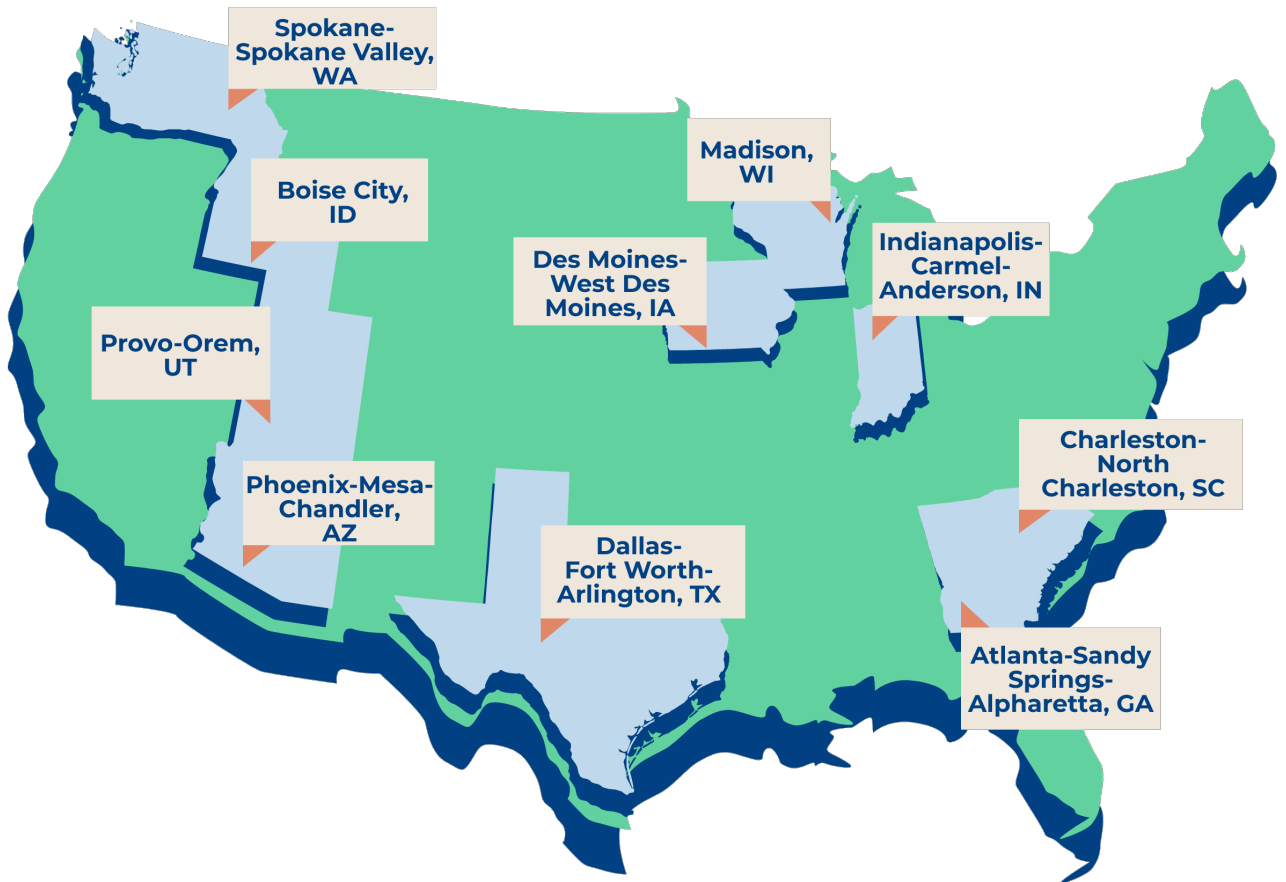 Spokane-
Spokane Valley,
WA
Madison,
WI
Boise City,
ID
Indianapolis-
Carmel-
Anderson, IN
Des Moines-
West Des
Moines, IA
Provo-Orem,
UT
Charleston-
North
Charleston, SC
Phoenix-Mesa-
Chandler,
AZ
Dallas-
Fort Worth-
Arlington, TX
Atlanta-Sandy
Springs-
Alpharetta, GA